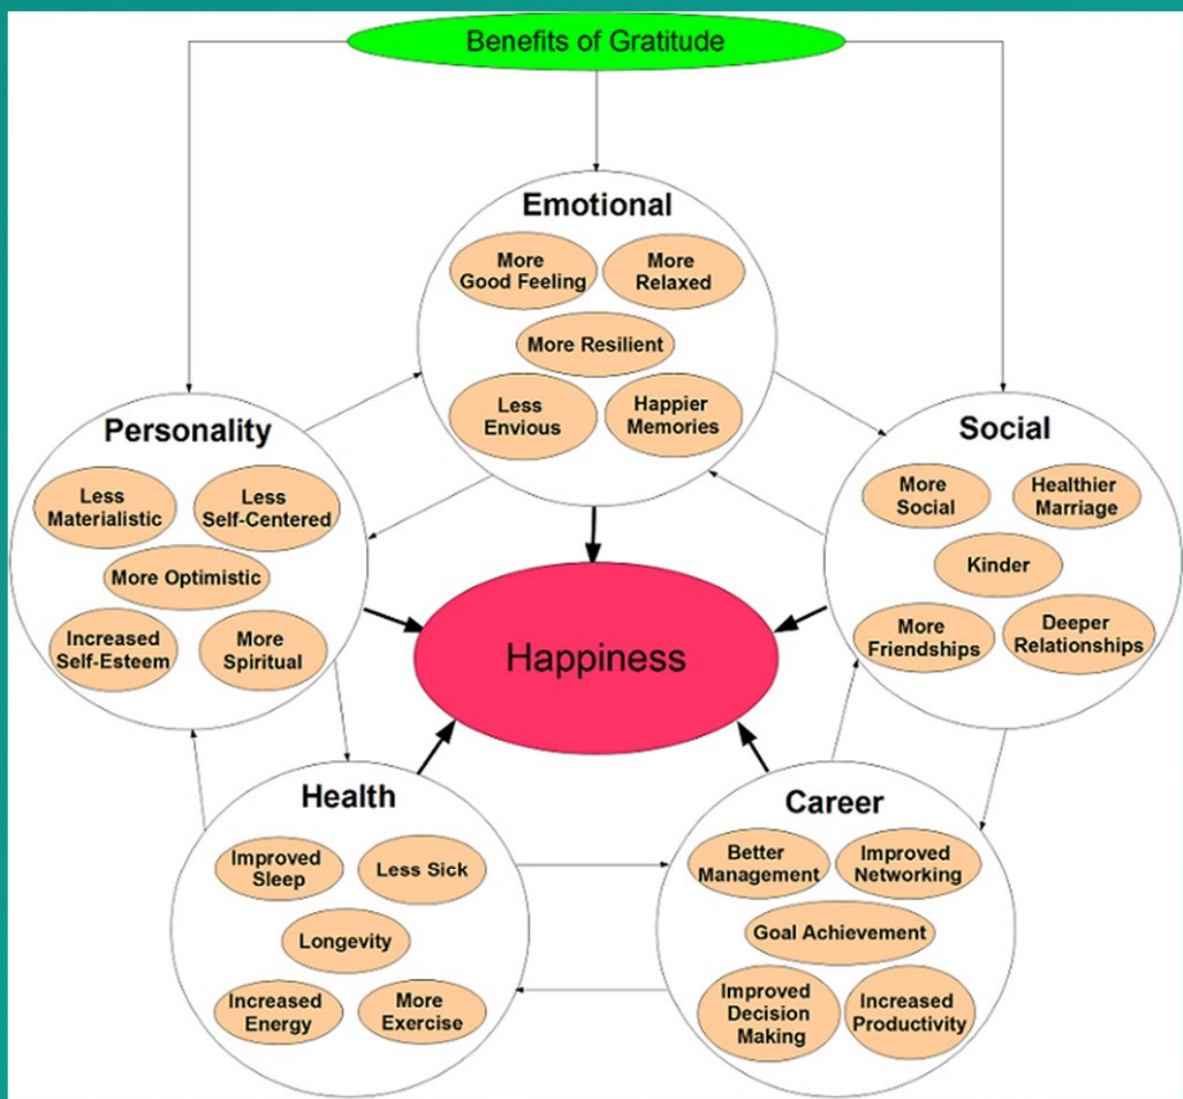 Benefits of Gratitude
Emotional
More
Good Feeling
More
Relaxed
More Resilient
Less
Envious
Happier
Memories
Personality
Less
Materialistic
Less
Self-Centered
More Optimistic
Increased
Self-Esteem
More
Spiritual
Social
More
Social
Healthier
Marriage
Kinder
More
Friendships
Deeper
Relationships
Happiness
Health
Improved
Sleep
Less Sick
Longevity
Increased
Energy
More
Exercise
Career
Better
Management
Improved
Networking
Goal Achievement
Improved
Decision
Making
Increased
Productivity